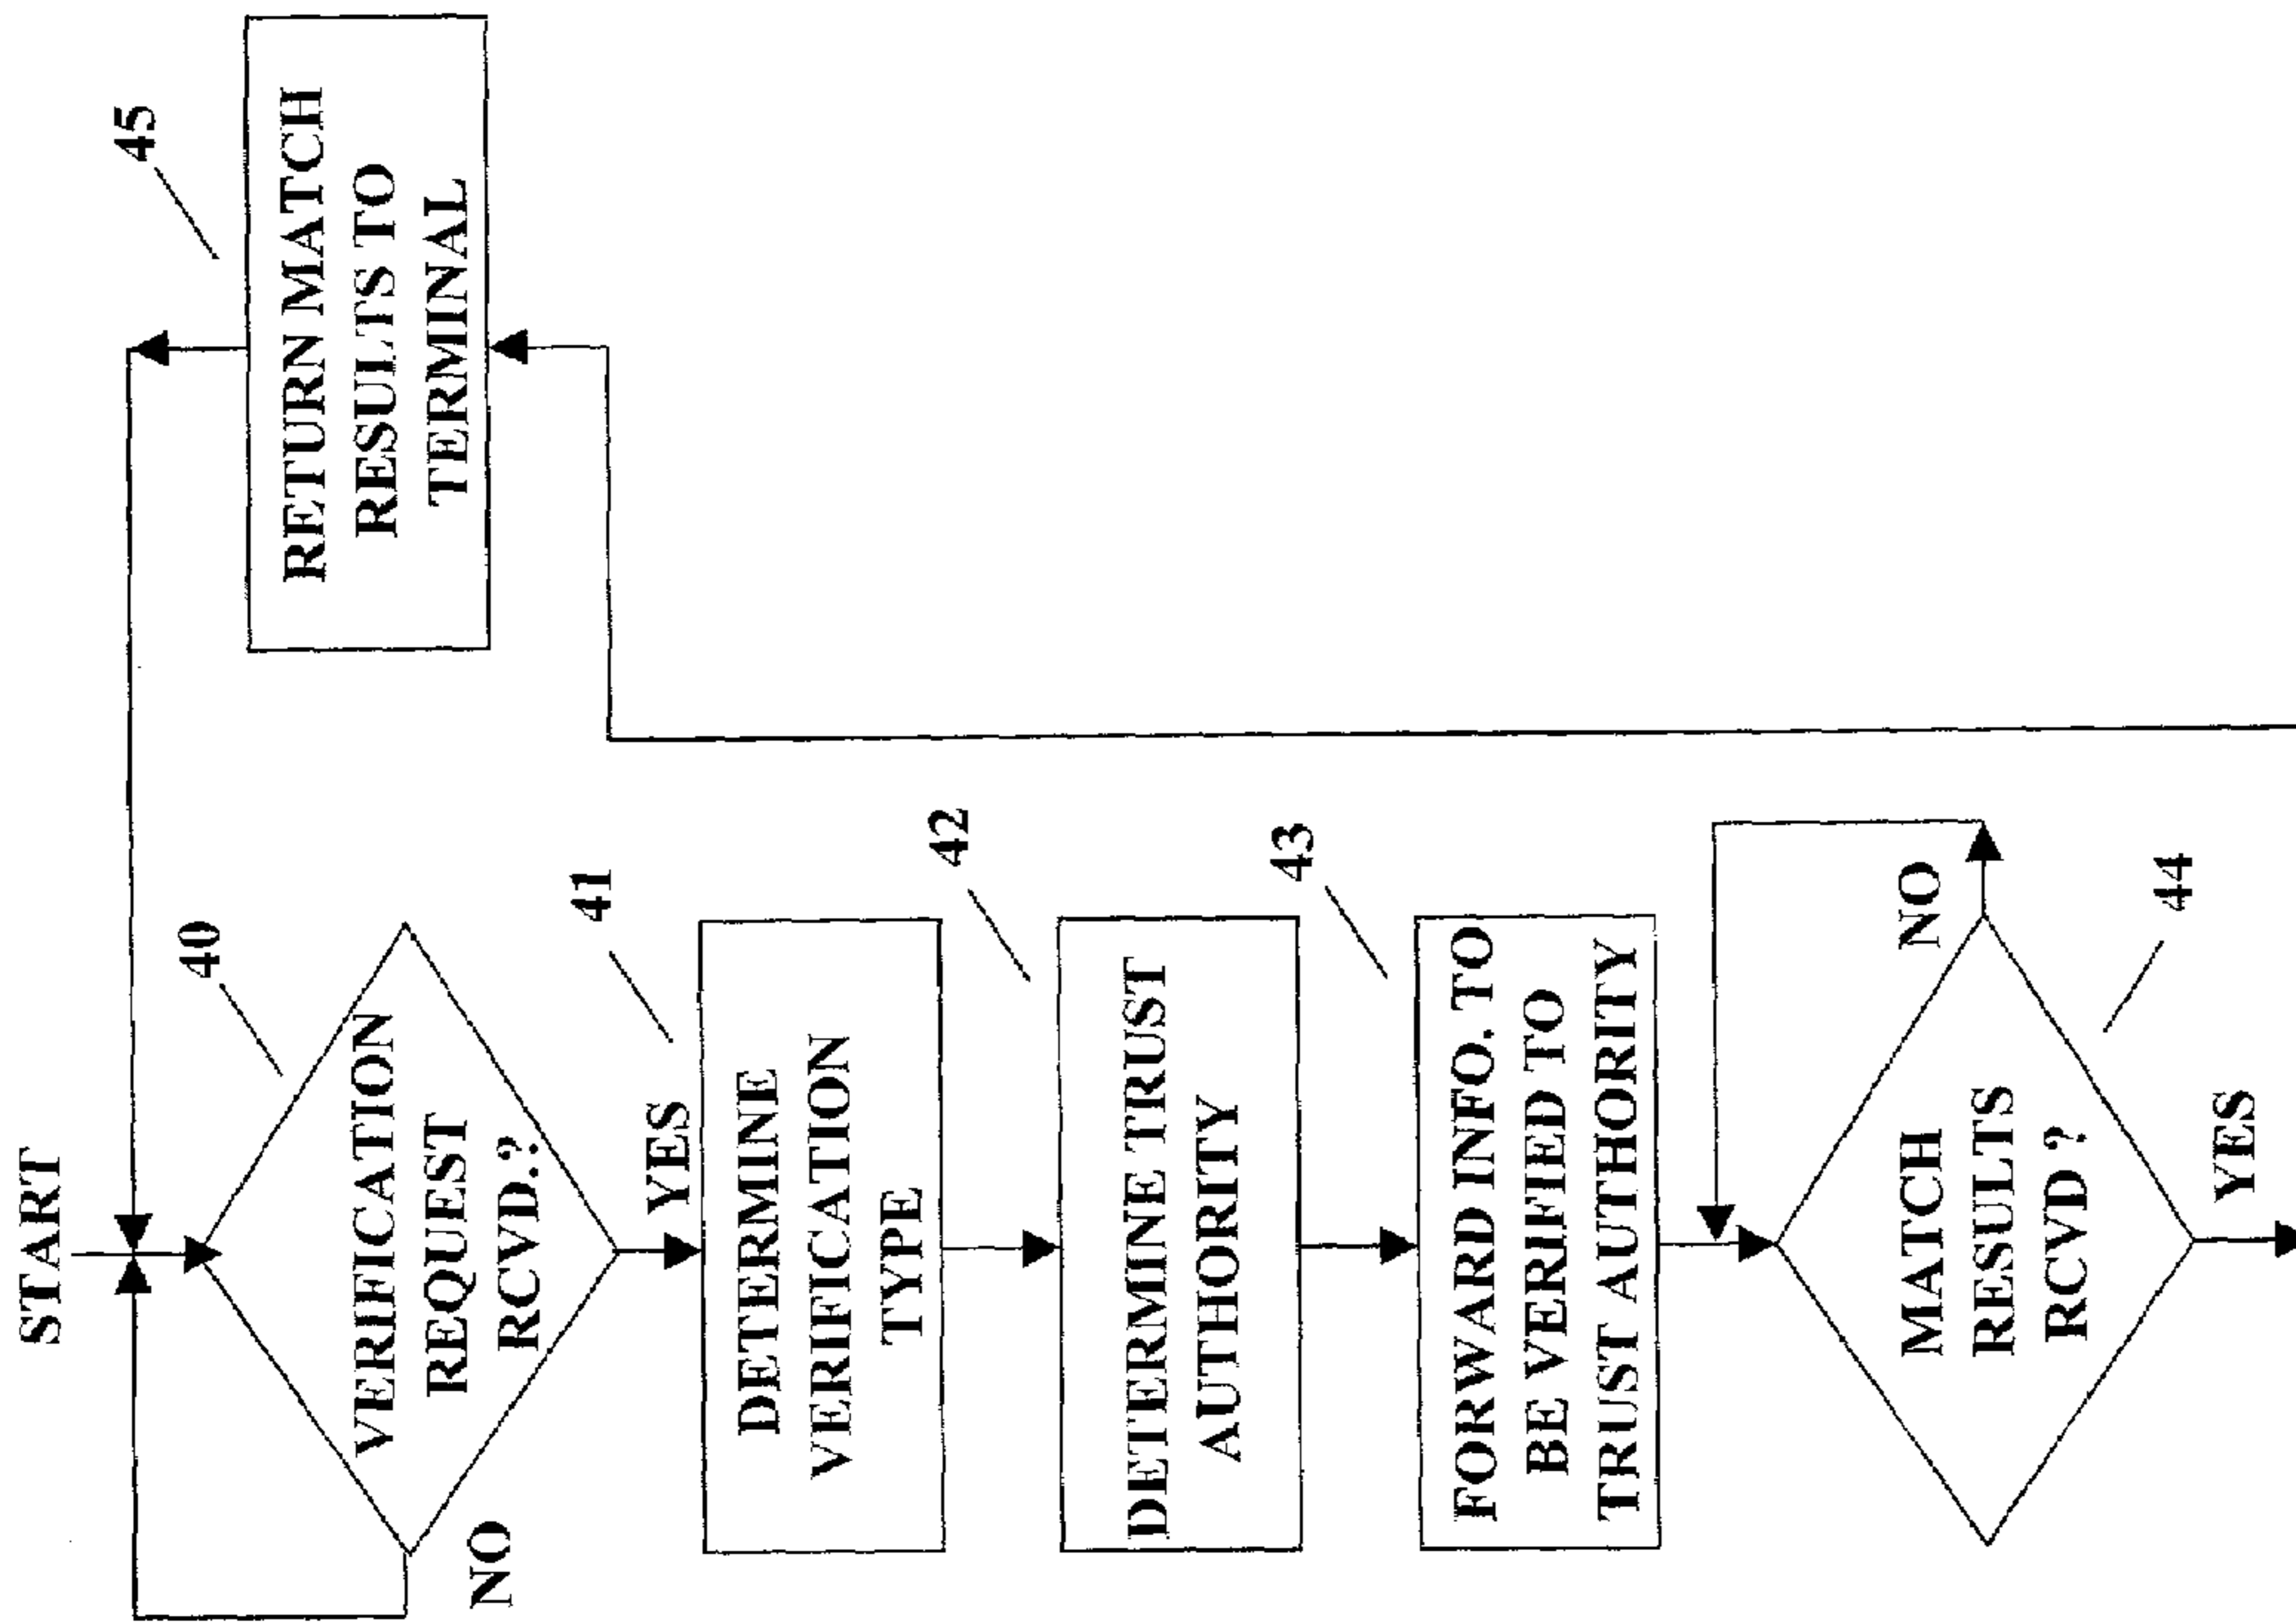 START
40
VERIFICATION
REQUEST
RCVD.?
NO
YES
41
DETERMINE
VERIFICATION
TYPE
42
DETERMINE TRUST
AUTHORITY
43
FORWARD INFO. TO
BE VERIFIED TO
TRUST AUTHORITY
44
MATCH
RESULTS
RCVD ?
NO
YES
45
RETURN MATCH
RESULTS TO
TERMINAL